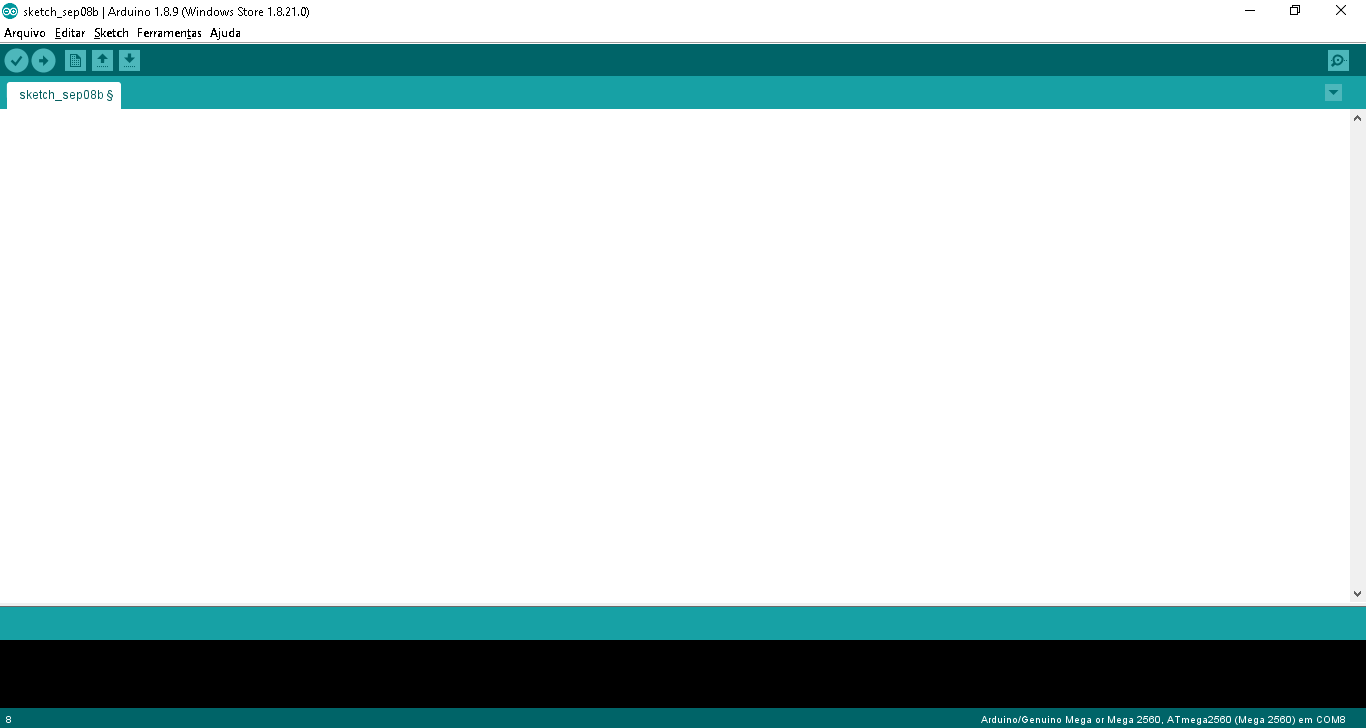 sketch_sep08b | Arduino 1.8.9 (Windows Store 1.8.21.0)
Arquivo Editar Sketch Ferramentas Ajuda
sketch_sep08b §
8 Arduino/Genuino Mega or Mega 2560, ATmega2560 (Mega 2560) em COM8